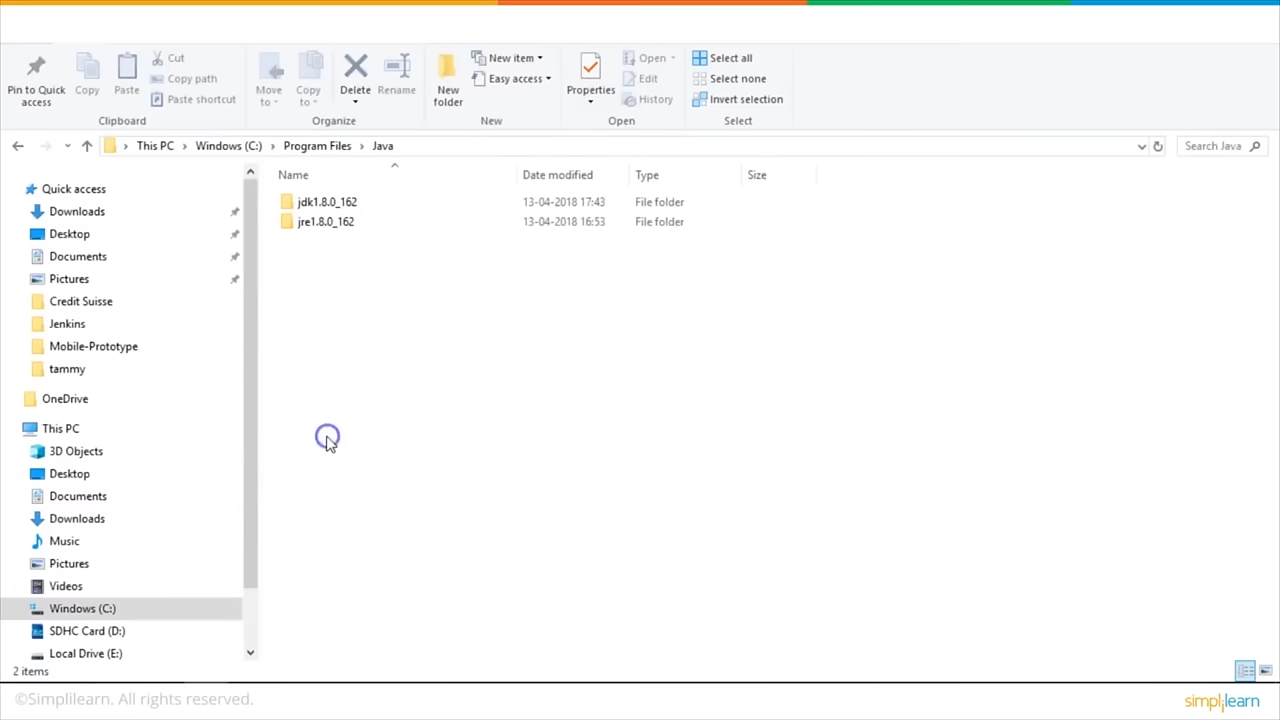 Pin to Quick access
Copy
Paste
Cut
Copy path
Paste shortcut
Clipboard
Move to
Copy to
Delete
Rename
Organize
New folder
New item
Easy access
New
Properties
Open
Edit
History
Open
Select all
Select none
Invert selection
Select
This PC > Windows (C:) > Program Files > Java
Search Java
Name Date modified Type Size
jdk1.8.0_162 13-04-2018 17:43 File folder
jre1.8.0_162 13-04-2018 16:53 File folder
Quick access
Downloads
Desktop
Documents
Pictures
Credit Suisse
Jenkins
Mobile-Prototype
tammy
OneDrive
This PC
3D Objects
Desktop
Documents
Downloads
Music
Pictures
Videos
Windows (C:)
SDHC Card (D:)
Local Drive (E:)
2 items
©Simplilearn. All rights reserved.
simplilearn